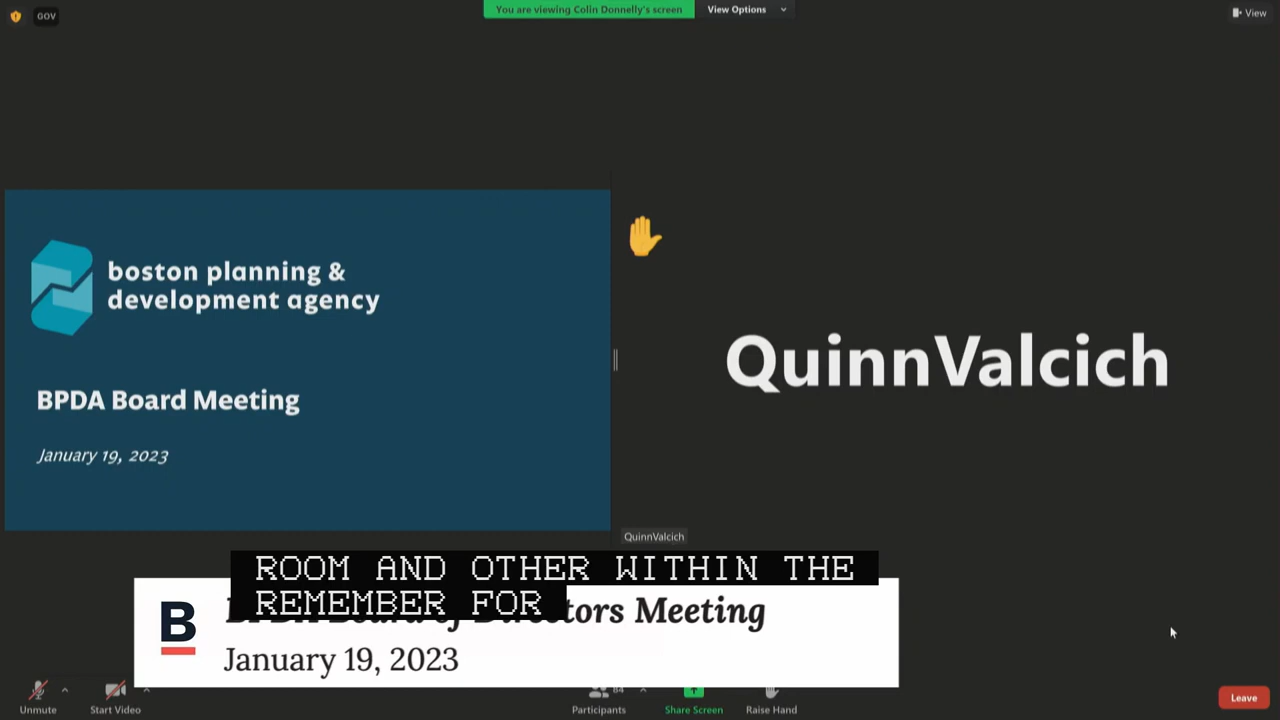 GOV
You are viewing Colin Donnelly's screen
View Options
View
boston planning &
development agency
BPDA Board Meeting
January 19, 2023
QuinnValcich
QuinnValcich
ROOM AND OTHER WITHIN THE
REMEMBER FOR
B
Directors Meeting
January 19, 2023
84
Unmute
Start Video
Participants
Share Screen
Raise Hand
Leave